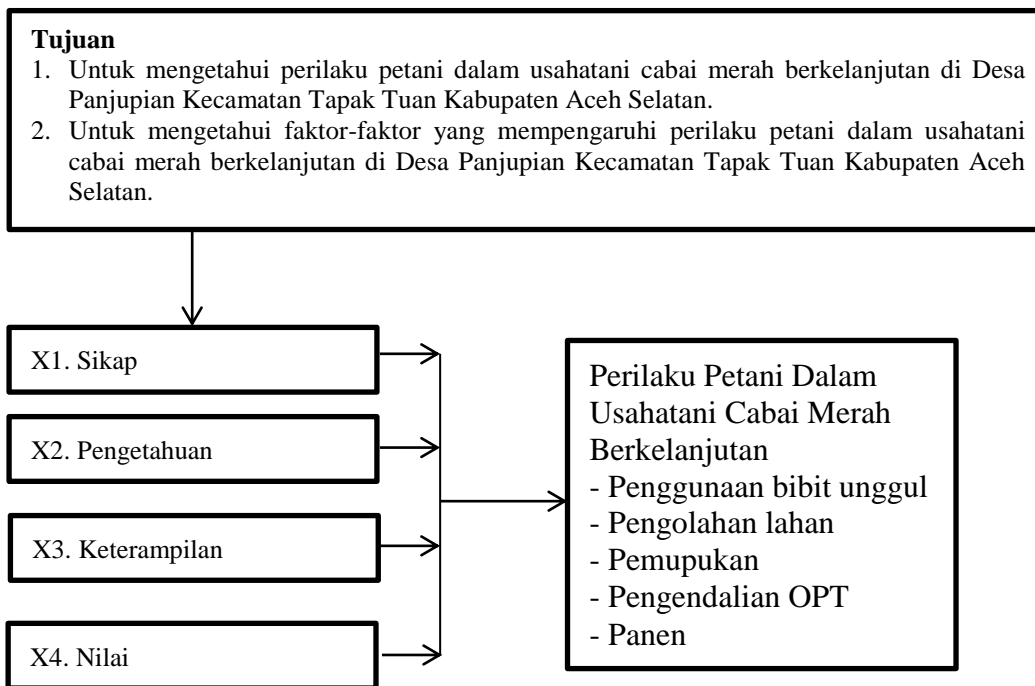 Tujuan
1. Untuk mengetahui perilaku petani dalam usahatani cabai merah berkelanjutan di Desa
Panjupian Kecamatan Tapak Tuan Kabupaten Aceh Selatan.
2. Untuk mengetahui faktor-faktor yang mempengaruhi perilaku petani dalam usahatani
cabai merah berkelanjutan di Desa Panjupian Kecamatan Tapak Tuan Kabupaten Aceh
Selatan.
X1. Sikap
X2. Pengetahuan
X3. Keterampilan
X4. Nilai
Perilaku Petani Dalam
Usahatani Cabai Merah
Berkelanjutan
- Penggunaan bibit unggul
- Pengolahan lahan
- Pemupukan
- Pengendalian OPT
- Panen